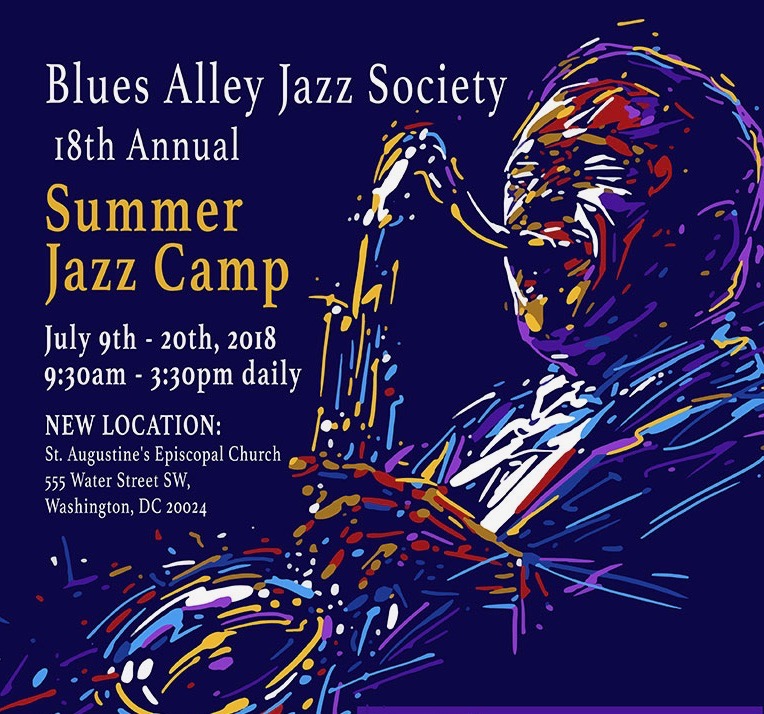 Blues Alley Jazz Society
18th Annual
Summer
Jazz Camp
July 9th - 20th, 2018
9:30am - 3:30pm daily
NEW LOCATION:
St. Augustine's Episcopal Church
555 Water Street SW,
Washington, DC 20024